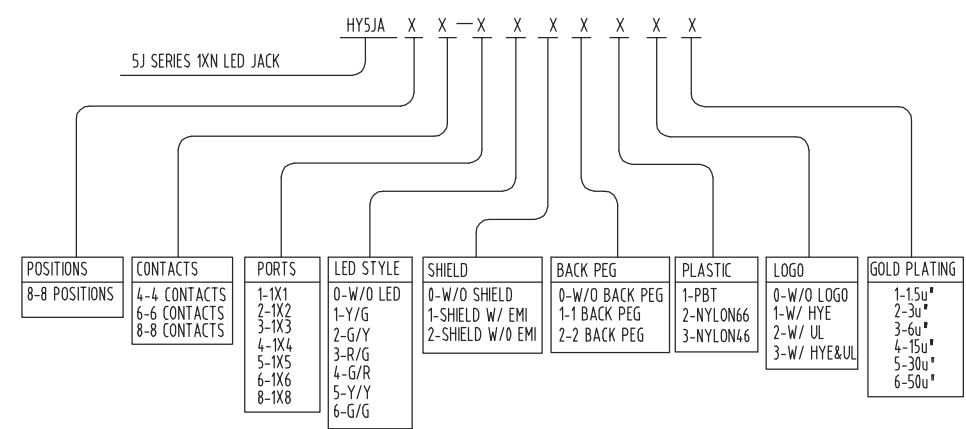 HY5JA X X - X X X X X X X
5J SERIES 1XN LED JACK
POSITIONS
8-8 POSITIONS
CONTACTS
4-4 CONTACTS
6-6 CONTACTS
8-8 CONTACTS
PORTS
1-1X1
2-1X2
3-1X3
4-1X4
5-1X5
6-1X6
8-1X8
LED STYLE
0-W/O LED
1-Y/G
2-G/Y
3-R/G
4-G/R
5-Y/Y
6-G/G
SHIELD
0-W/O SHIELD
1-SHIELD W/ EMI
2-SHIELD W/O EMI
BACK PEG
0-W/O BACK PEG
1-1 BACK PEG
2-2 BACK PEG
PLASTIC
1-PBT
2-NYLON66
3-NYLON46
LOGO
0-W/O LOGO
1-W/ HYE
2-W/ UL
3-W/ HYE&UL
GOLD PLATING
1-1.5u"
2-3u"
3-6u"
4-15u"
5-30u"
6-50u"